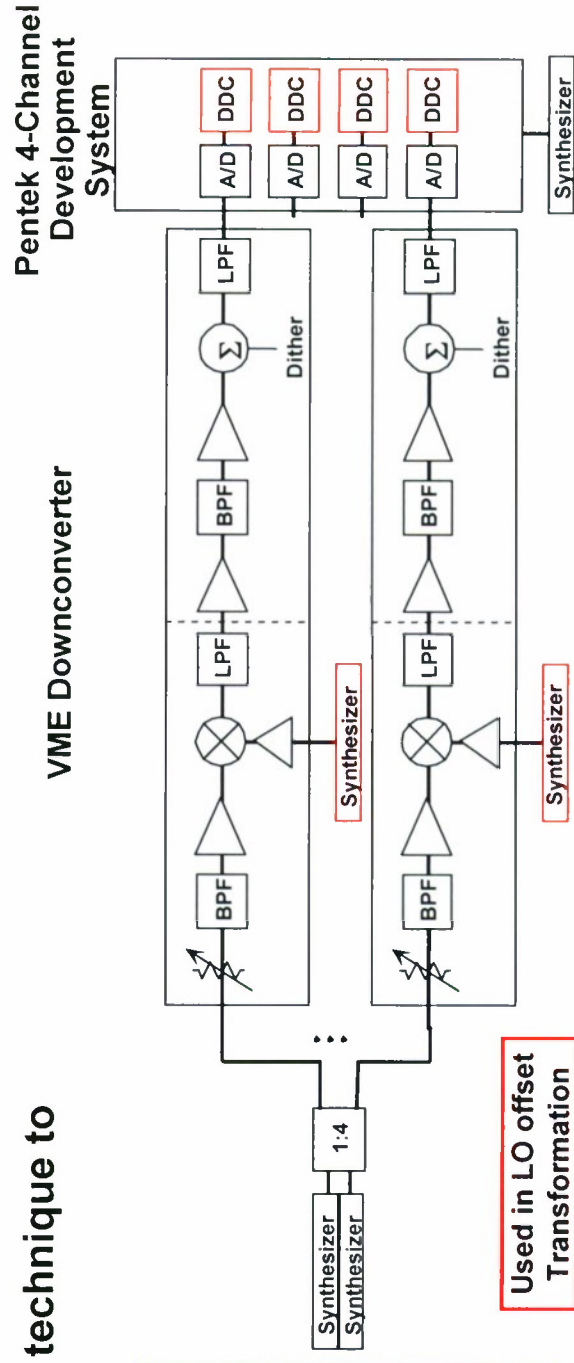 technique to
VME Downconverter
Pentek 4-Channel
Development
System
BPF
LPF
BPF
Σ
LPF
A/D
DDC
Dither
A/D
DDC
Synthesizer
A/D
DDC
1:4
Synthesizer
Synthesizer
BPF
LPF
BPF
Σ
LPF
A/D
DDC
Dither
Synthesizer
Synthesizer
Used in LO offset
Transformation